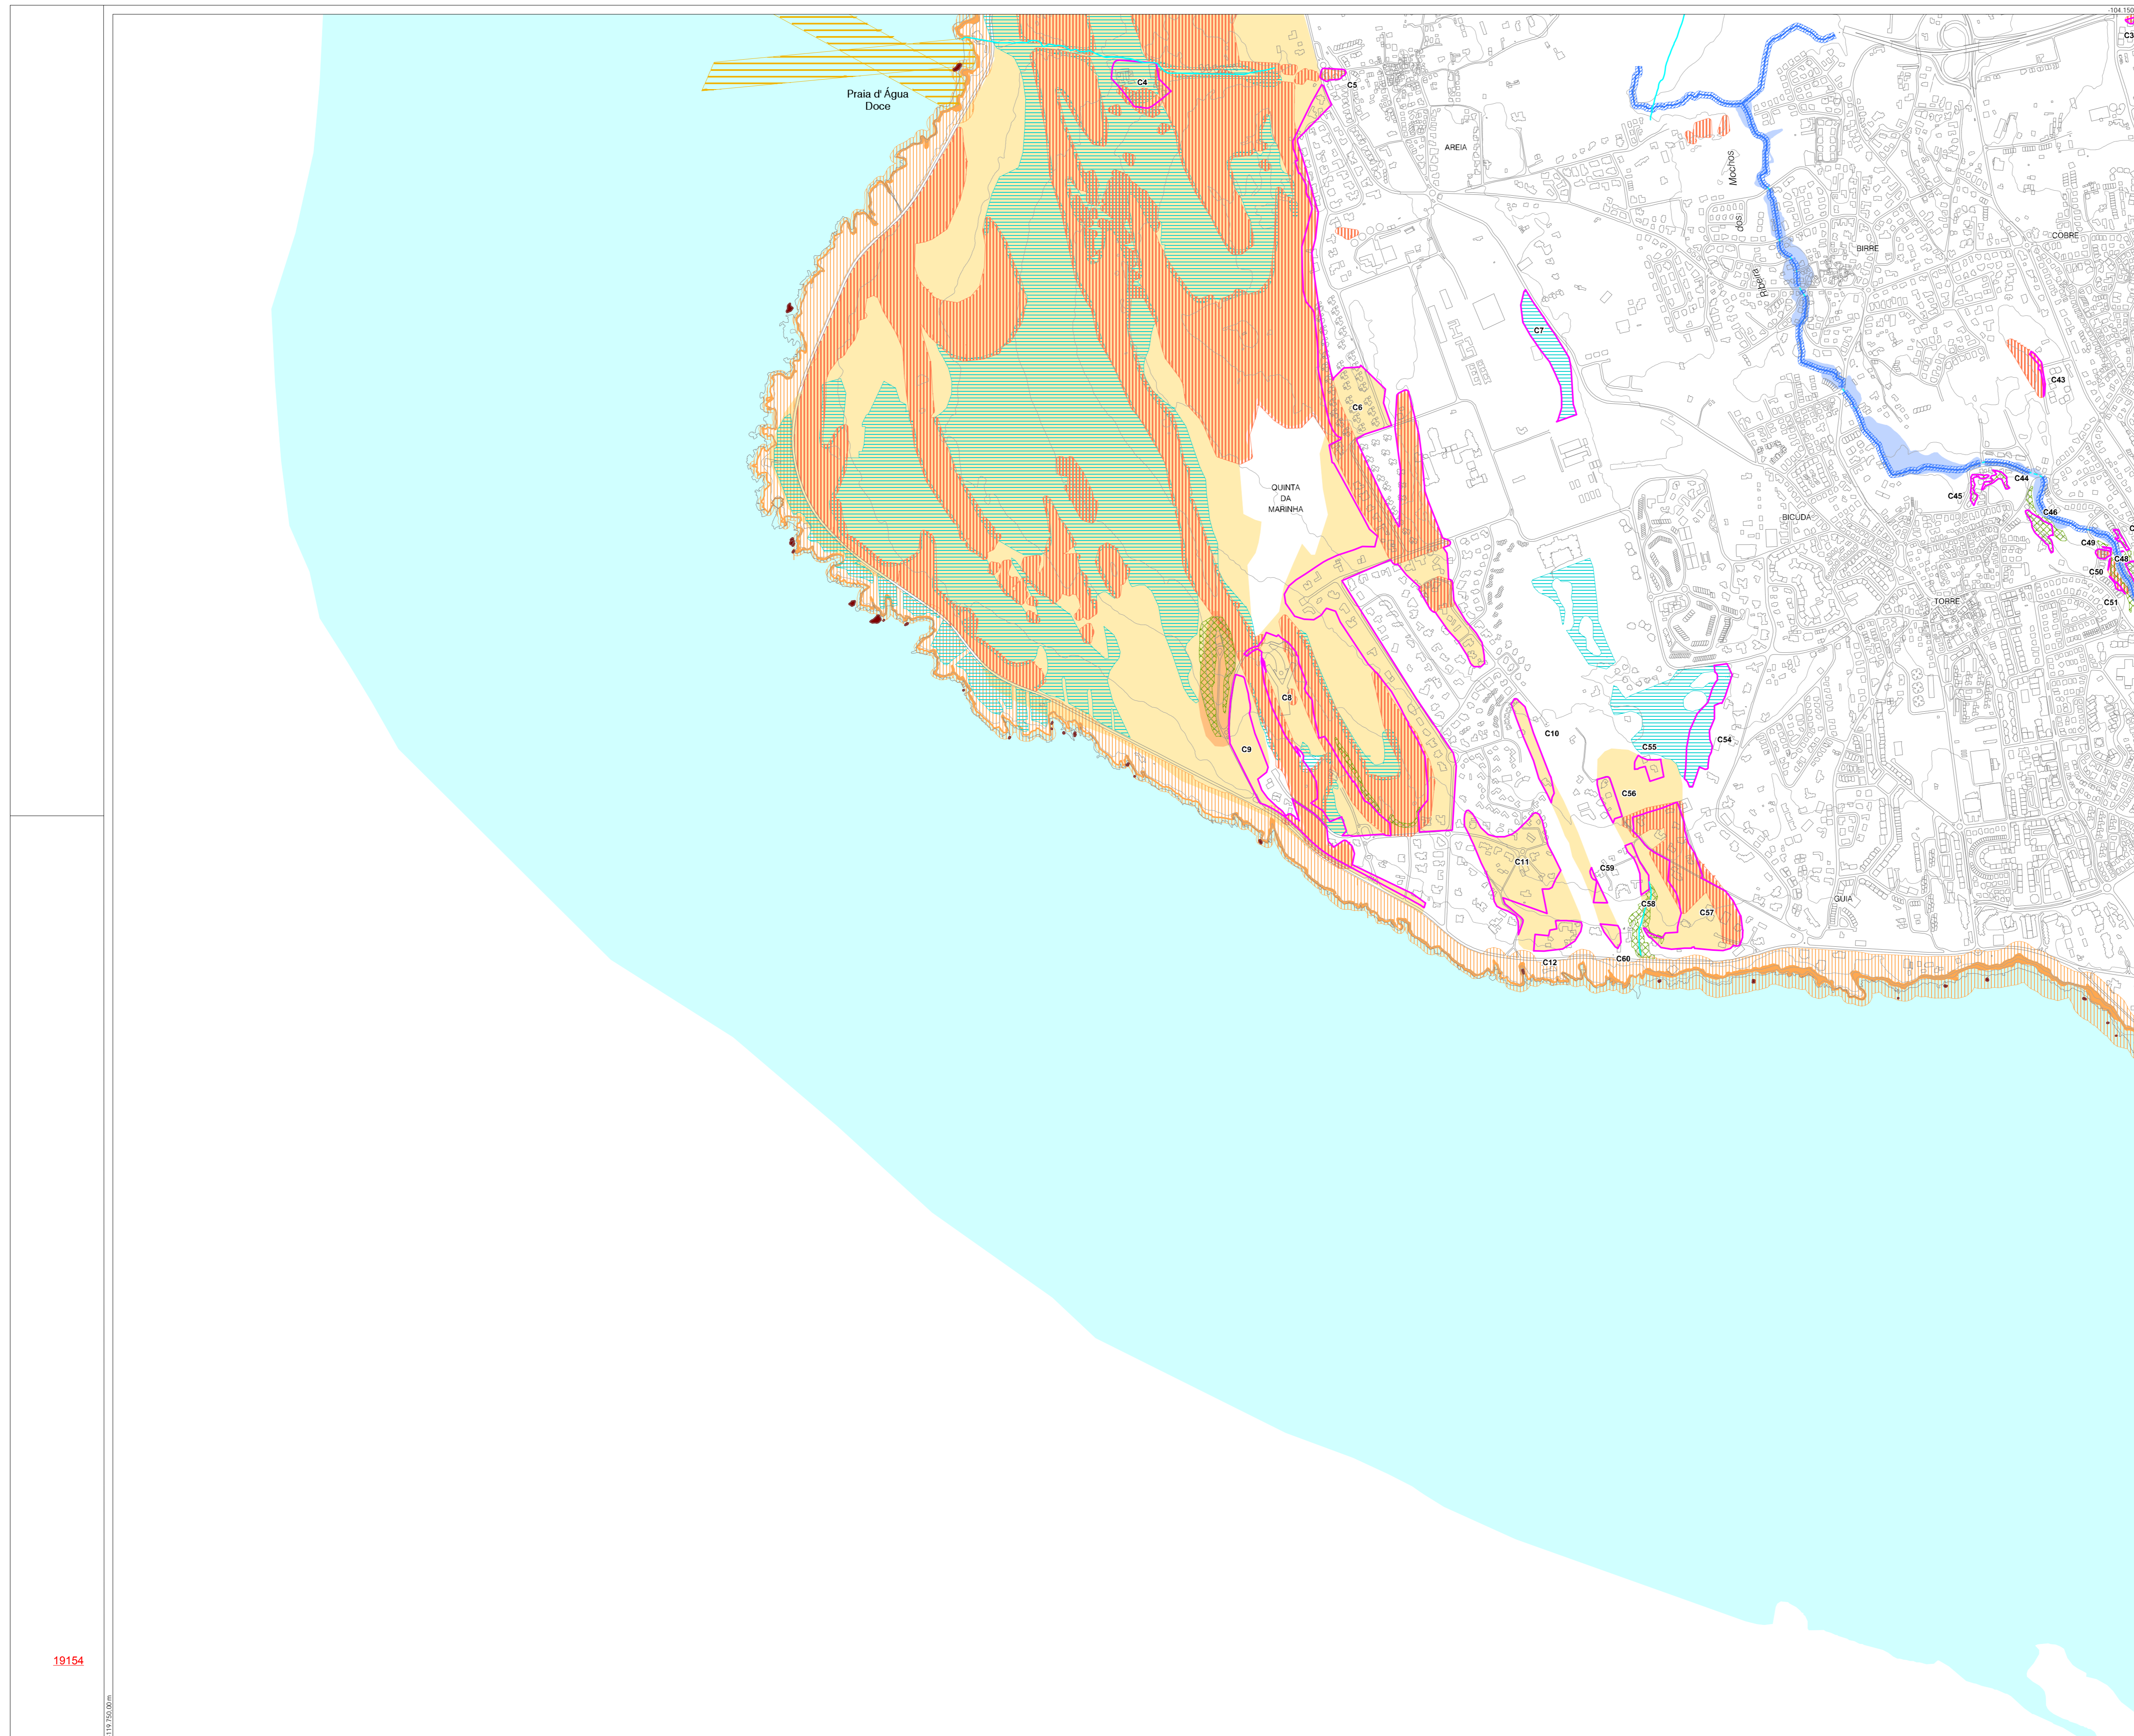 -104.150
C3
C4
C5
Praia d' Água
Doce
AREIA
Mochos
dos
Ribeira
BIRRE
COBRE
C7
C43
C6
QUINTA
DA
MARINHA
C44
C45
C46
BICUDA
C49
C48
C50
C51
TORRE
C8
C9
C10
C54
C55
C56
C11
C59
C58
C57
GUIA
C12
C60
19154
119.750,00 m